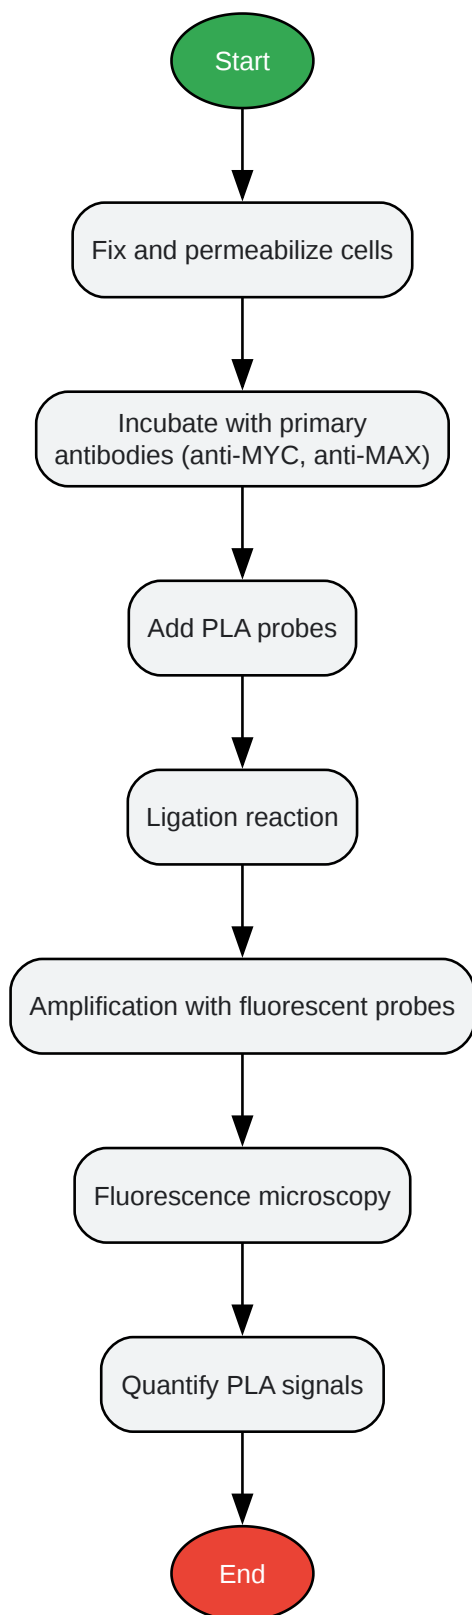 Start
Fix and permeabilize cells
Incubate with primary
antibodies (anti-MYC, anti-MAX)
Add PLA probes
Ligation reaction
Amplification with fluorescent probes
Fluorescence microscopy
Quantify PLA signals
End